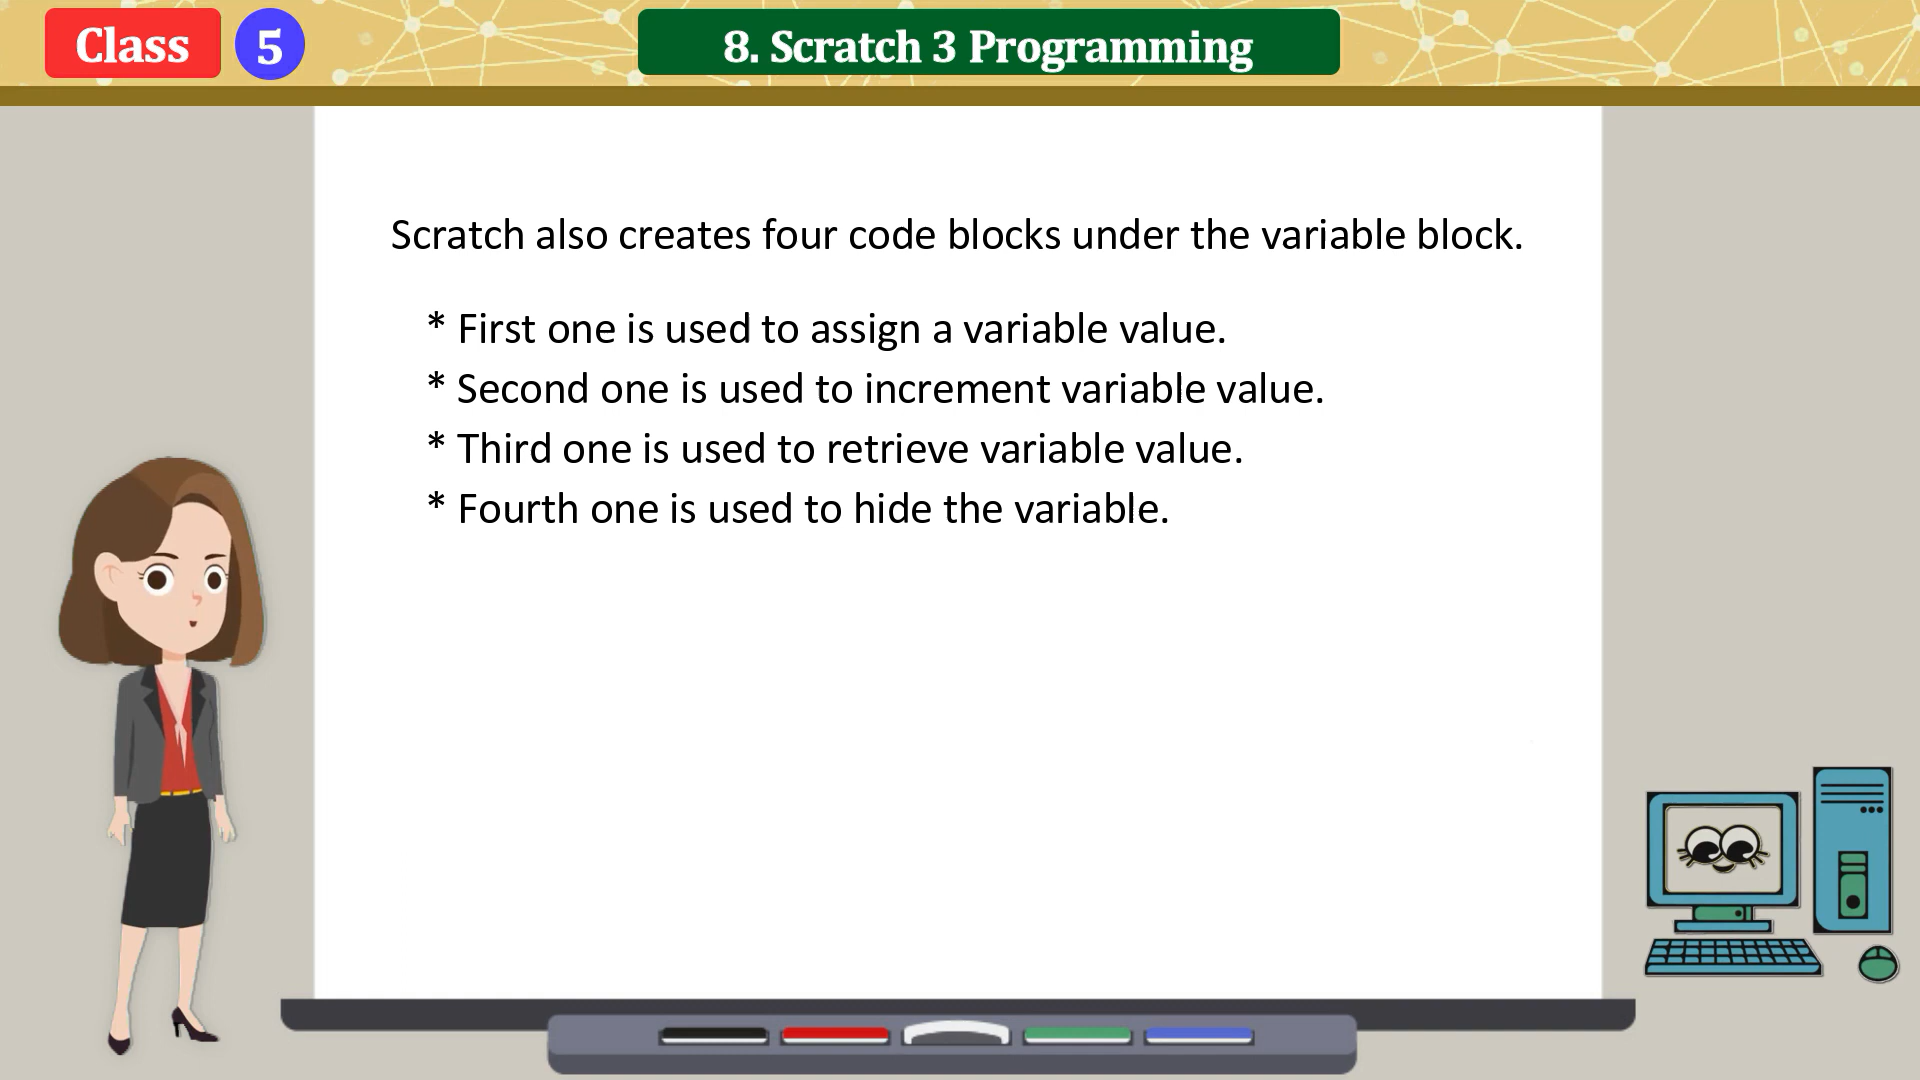 Class 5
8. Scratch 3 Programming
Scratch also creates four code blocks under the variable block.
* First one is used to assign a variable value.
* Second one is used to increment variable value.
* Third one is used to retrieve variable value.
* Fourth one is used to hide the variable.